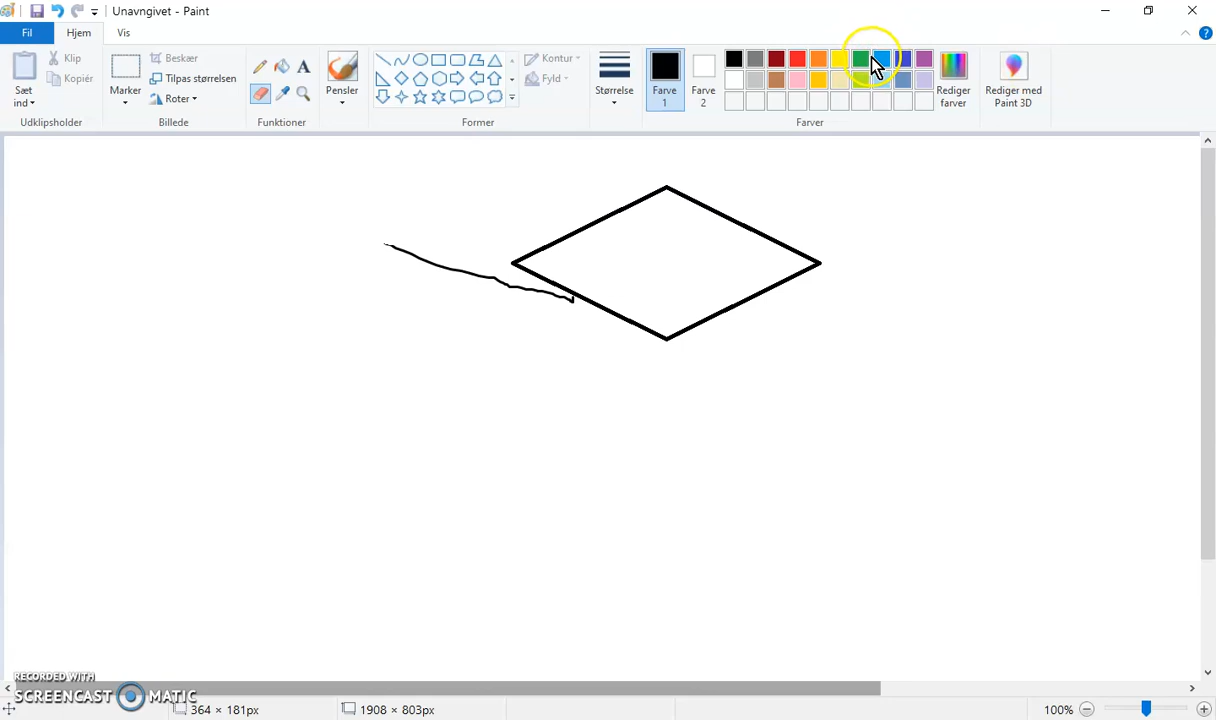 Unavngivet - Paint
Fil Hjem Vis
Sæt ind
Klip
Kopiér
Udklipsholder
Marker
Beskær
Tilpas størrelsen
Roter
Billede
A
Funktioner
Pensler
Kontur
Fyld
Former
Størrelse
Farve 1
Farve 2
Rediger farver
Farver
Rediger med Paint 3D
?
RECORDED WITH
SCREENCAST MATIC
364 × 181px
1908 × 803px
100%